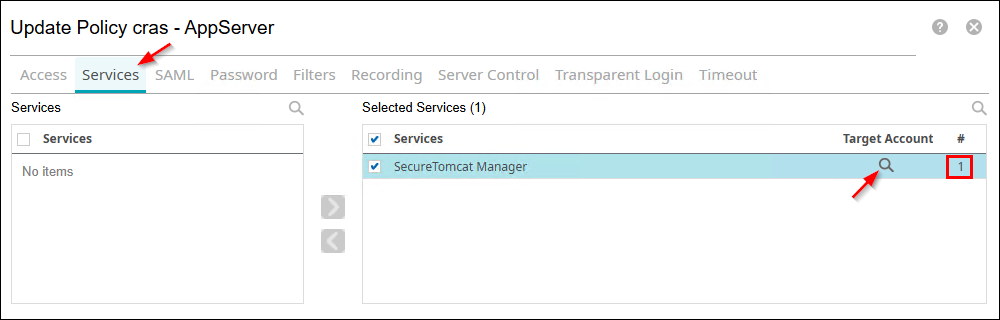 Update Policy cras - AppServer
Access Services SAML Password Filters Recording Server Control Transparent Login Timeout
Services
Selected Services (1)
Services
No items
Services Target Account #
SecureTomcat Manager 1